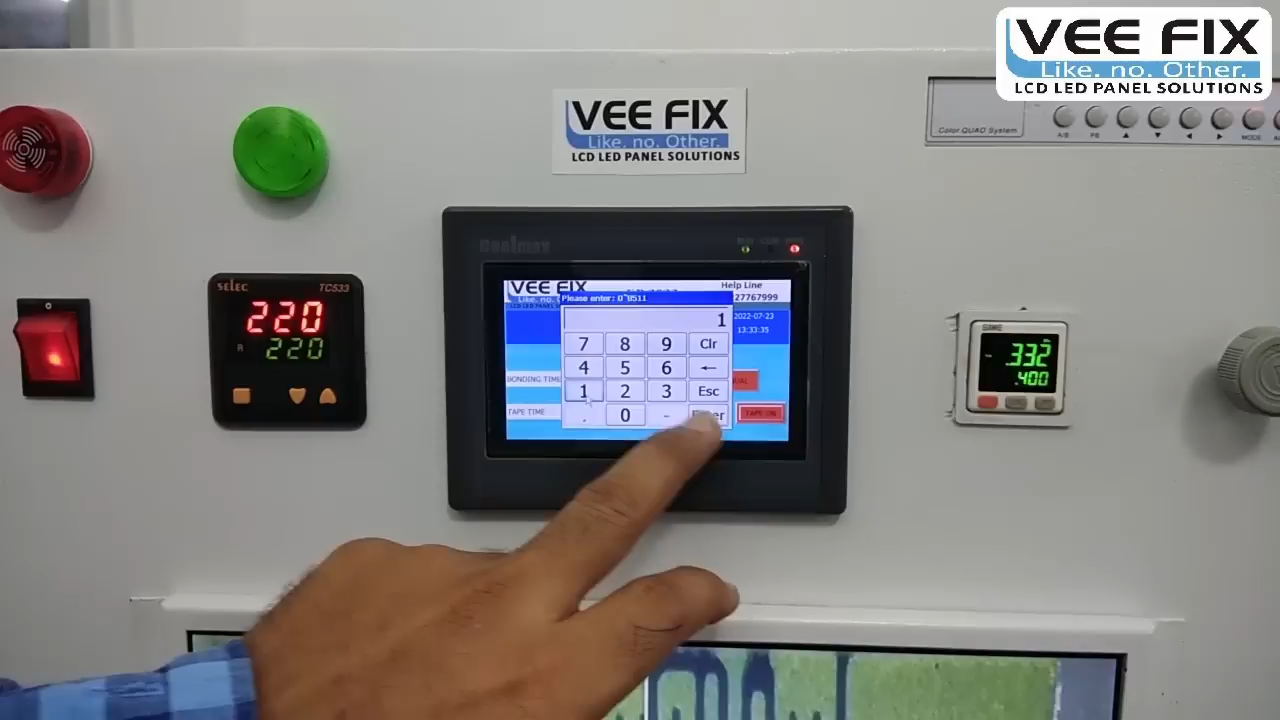 VEE FIX
Like. no. Other.
LCD LED PANEL SOLUTIONS
VEE FIX
Like. no. Other.
LCD LED PANEL SOLUTIONS
Color QUAD System
A/B
PB
MODE
selec
TC533
220
220
VEE FIX
Help Line
27767999
Please enter: 0~8511
1
2022-07-23
13:33:35
7 8 9 Clr
4 5 6 ←
1 2 3 Esc
. 0 -
BONDING TIME
TAPE TIME
TAPE ON
.332
.400